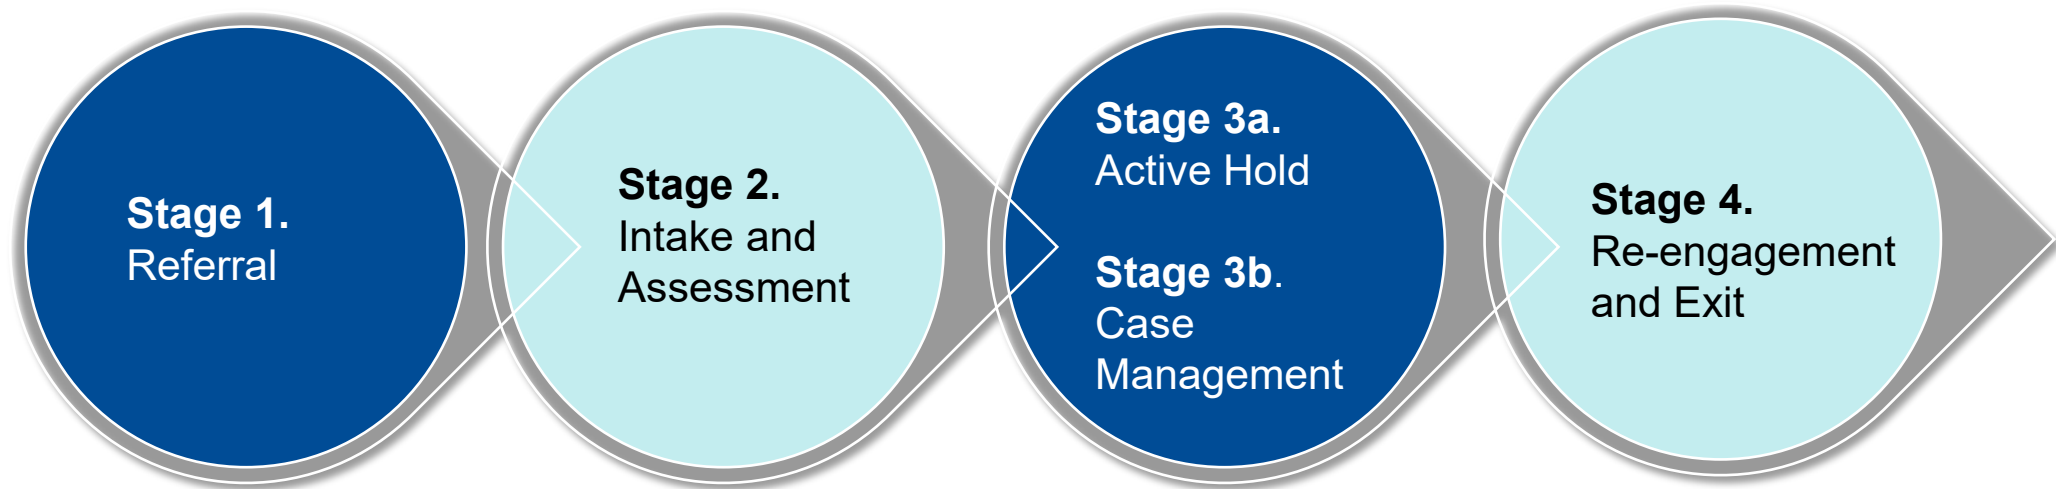 Stage 1.
Referral
Stage 2.
Intake and
Assessment
Stage 3a.
Active Hold
Stage 3b.
Case
Management
Stage 4.
Re-engagement
and Exit